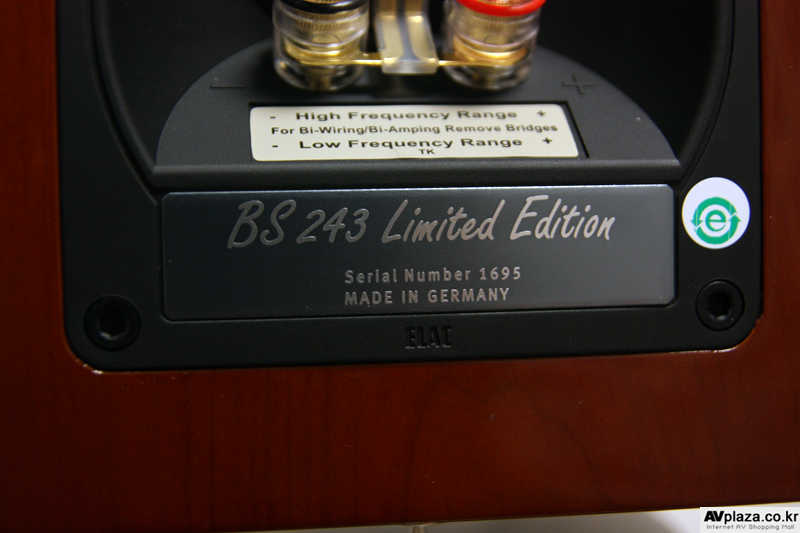 - High Frequency Range +
For Bi-Wiring/Bi-Amping Remove Bridges
- Low Frequency Range +
TK
BS 243 Limited Edition
e
Serial Number 1695
MADE IN GERMANY
ELAC
AVplaza.co.kr
Internet AV Shopping Mall